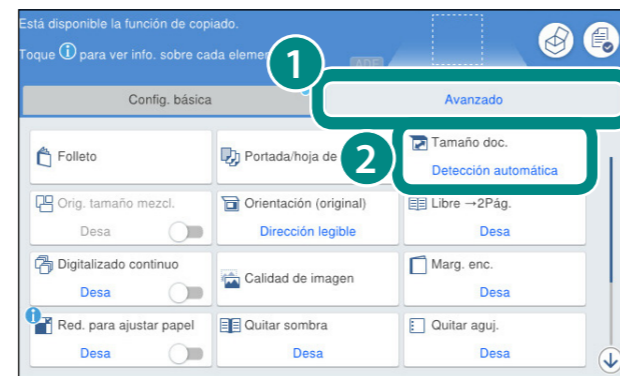 Está disponible la función de copiado.
Toque i para ver info. sobre cada elemen
ADF
1
Config. básica
Avanzado
2
Folleto
Portada/hoja de
Tamaño doc.
Detección automática
Orig. tamaño mezcl.
Desa
Orientación (original)
Dirección legible
Libre →2Pág.
Desa
Digitalizado continuo
Desa
Calidad de imagen
Marg. enc.
Desa
i
Red. para ajustar papel
Desa
Quitar sombra
Desa
Quitar aguj.
Desa